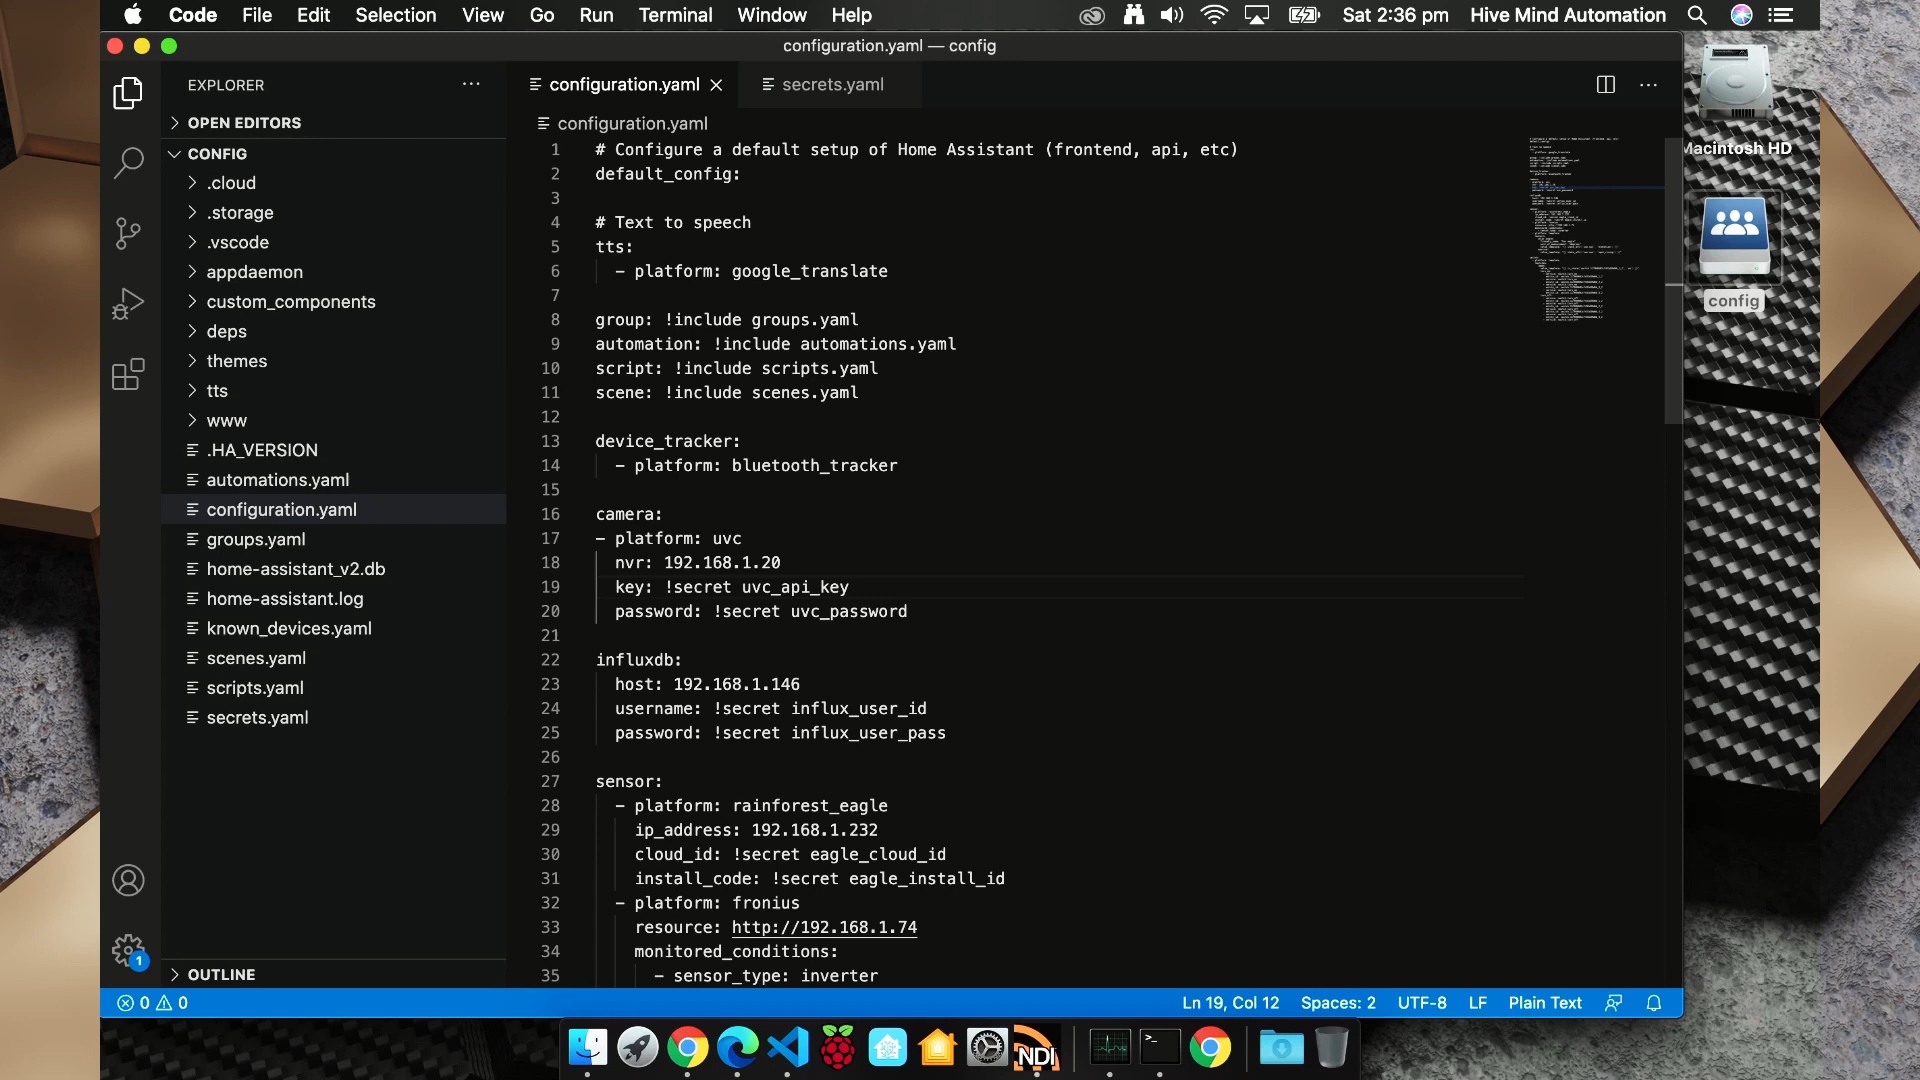 Code File Edit Selection View Go Run Terminal Window Help Sat 2:36 pm Hive Mind Automation
configuration.yaml — config
EXPLORER
OPEN EDITORS
CONFIG
.cloud
.storage
.vscode
appdaemon
custom_components
deps
themes
tts
www
.HA_VERSION
automations.yaml
configuration.yaml
groups.yaml
home-assistant_v2.db
home-assistant.log
known_devices.yaml
scenes.yaml
scripts.yaml
secrets.yaml
OUTLINE
configuration.yaml secrets.yaml
configuration.yaml
1 # Configure a default setup of Home Assistant (frontend, api, etc)
2 default_config:
3
4 # Text to speech
5 tts:
6 - platform: google_translate
7
8 group: !include groups.yaml
9 automation: !include automations.yaml
10 script: !include scripts.yaml
11 scene: !include scenes.yaml
12
13 device_tracker:
14 - platform: bluetooth_tracker
15
16 camera:
17 - platform: uvc
18 nvr: 192.168.1.20
19 key: !secret uvc_api_key
20 password: !secret uvc_password
21
22 influxdb:
23 host: 192.168.1.146
24 username: !secret influx_user_id
25 password: !secret influx_user_pass
26
27 sensor:
28 - platform: rainforest_eagle
29 ip_address: 192.168.1.232
30 cloud_id: !secret eagle_cloud_id
31 install_code: !secret eagle_install_id
32 - platform: fronius
33 resource: http://192.168.1.74
34 monitored_conditions:
35 - sensor_type: inverter
Macintosh HD
config
1
0 0 Ln 19, Col 12 Spaces: 2 UTF-8 LF Plain Text
NDI